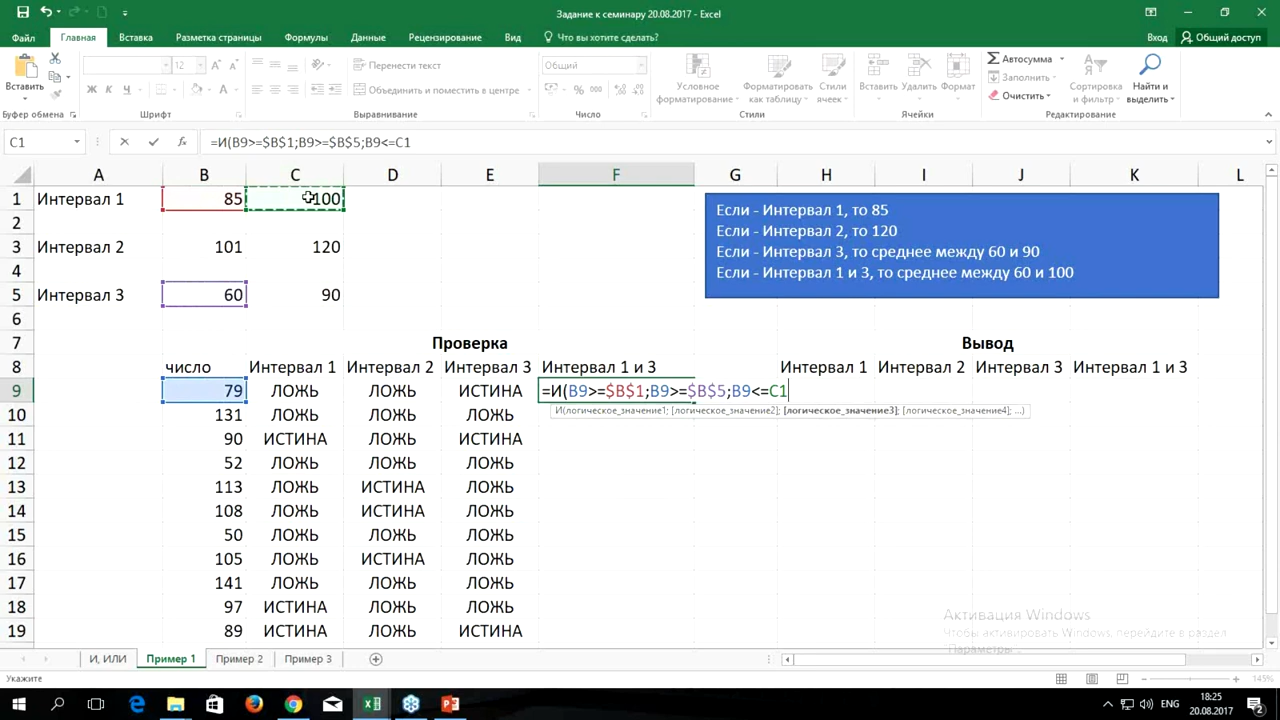 Задание к семинару 20.08.2017 - Excel
Файл Главная Вставка Разметка страницы Формулы Данные Рецензирование Вид Что вы хотите сделать? Вход Общий доступ
Вставить
Буфер обмена
12
Ж К Ч
Шрифт
Перенести текст
Объединить и поместить в центре
Выравнивание
Общий
% 000
Число
Условное форматирование
Форматировать как таблицу
Стили ячеек
Стили
Вставить Удалить Формат
Ячейки
Автосумма
Заполнить
Очистить
Сортировка и фильтр
Найти и выделить
Редактирование
C1 fx =И(B9>=$B$1;B9>=$B$5;B9<=C1
A B C D E F G H I J K L
1 Интервал 1 85 100
2
3 Интервал 2 101 120
4
5 Интервал 3 60 90
6
Если - Интервал 1, то 85
Если - Интервал 2, то 120
Если - Интервал 3, то среднее между 60 и 90
Если - Интервал 1 и 3, то среднее между 60 и 100
7 Проверка Вывод
8 число Интервал 1 Интервал 2 Интервал 3 Интервал 1 и 3 Интервал 1 Интервал 2 Интервал 3 Интервал 1 и 3
9 79 ЛОЖЬ ЛОЖЬ ИСТИНА =И(B9>=$B$1;B9>=$B$5;B9<=C1
И(логическое_значение1; [логическое_значение2]; [логическое_значение3]; [логическое_значение4]; ...)
10 131 ЛОЖЬ ЛОЖЬ ЛОЖЬ
11 90 ИСТИНА ЛОЖЬ ИСТИНА
12 52 ЛОЖЬ ЛОЖЬ ЛОЖЬ
13 113 ЛОЖЬ ИСТИНА ЛОЖЬ
14 108 ЛОЖЬ ИСТИНА ЛОЖЬ
15 50 ЛОЖЬ ЛОЖЬ ЛОЖЬ
16 105 ЛОЖЬ ИСТИНА ЛОЖЬ
17 141 ЛОЖЬ ЛОЖЬ ЛОЖЬ
18 97 ИСТИНА ЛОЖЬ ЛОЖЬ
19 89 ИСТИНА ЛОЖЬ ИСТИНА
Активация Windows
Чтобы активировать Windows, перейдите в раздел
"Параметры".
И, ИЛИ Пример 1 Пример 2 Пример 3
Укажите 145%
ENG 18:25
20.08.2017